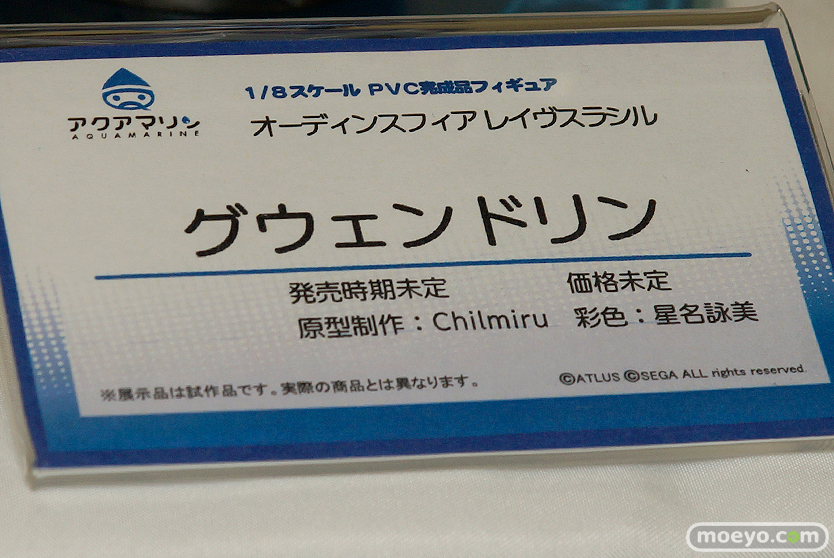 1/8スケール PVC完成品フィギュア
アクアマリン
AQUAMARINE
オーディンスフィア レイヴスラシル
グウェンドリン
発売時期未定 価格未定
原型制作：Chilmiru 彩色：星名詠美
※展示品は試作品です。実際の商品とは異なります。
©ATLUS ©SEGA ALL rights reserved.
moeyo.com